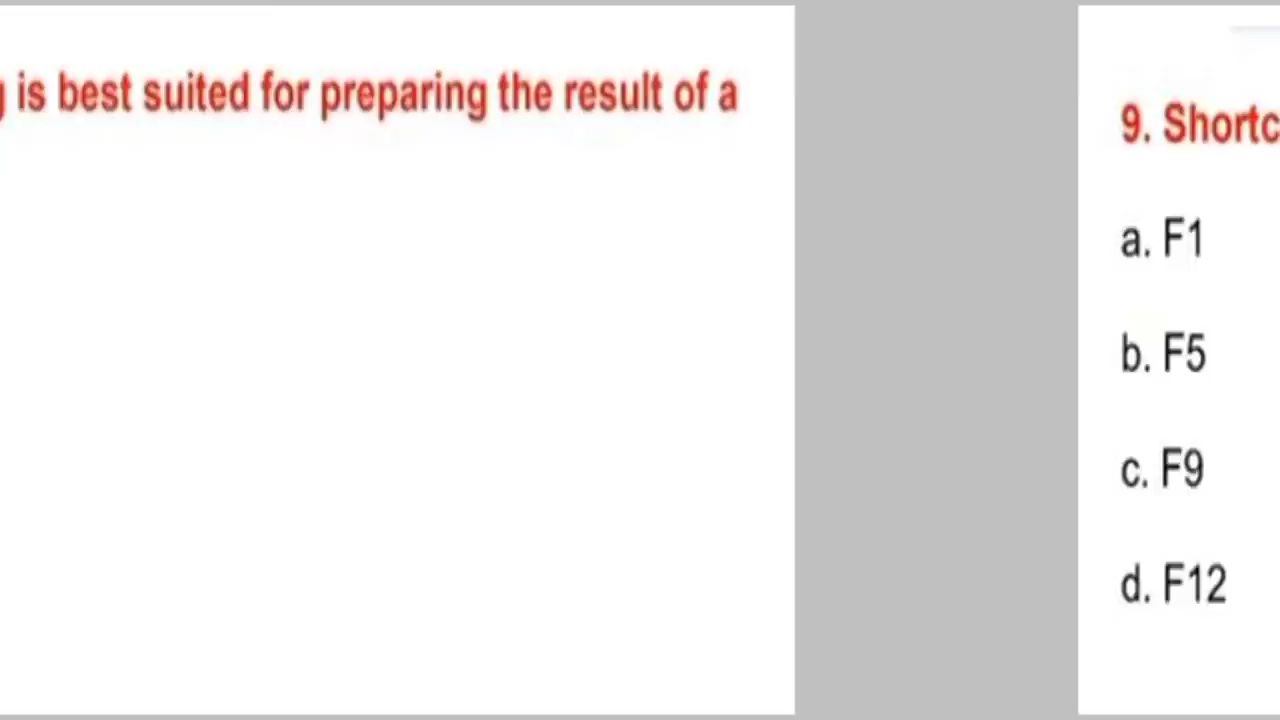 is best suited for preparing the result of a
9. Shortc
a. F1
b. F5
c. F9
d. F12